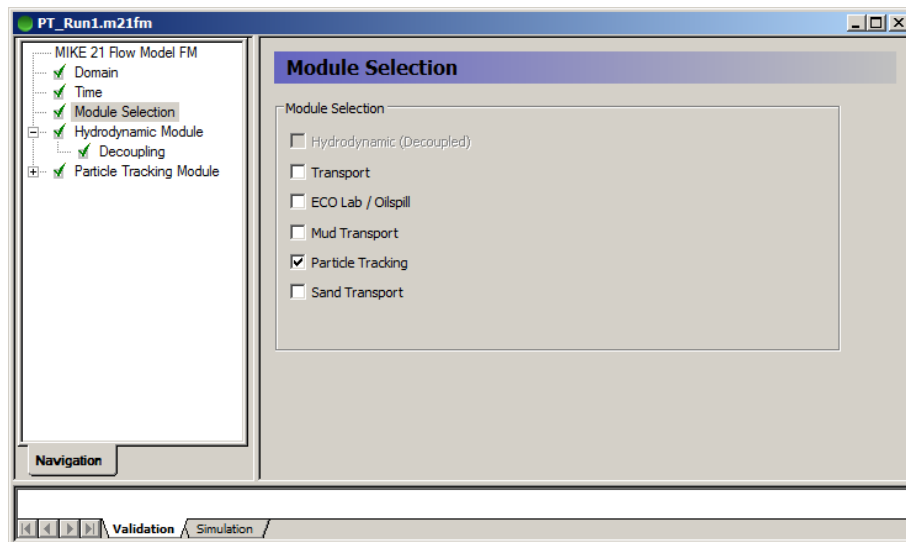 PT_Run1.m21fm
MIKE 21 Flow Model FM
Domain
Time
Module Selection
Hydrodynamic Module
Decoupling
Particle Tracking Module
Navigation
Module Selection
Module Selection
Hydrodynamic (Decoupled)
Transport
ECO Lab / Oilspill
Mud Transport
Particle Tracking
Sand Transport
Validation Simulation